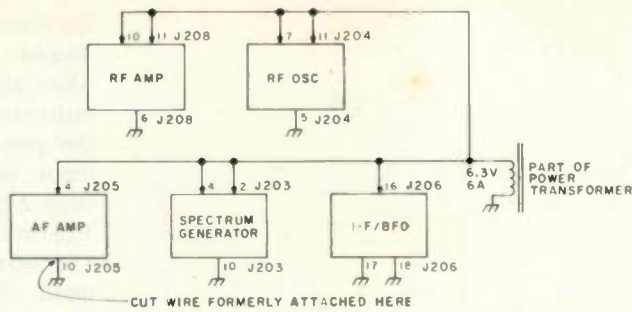 10 11 J208 7 11 J204
RF AMP RF OSC
6 J208 5 J204
6.3V
6A
PART OF
POWER
TRANSFORMER
4 J205 4 2 J203 16 J206
AF AMP SPECTRUM
GENERATOR I-F/BFO
10 J205 10 J203 17 18 J206
CUT WIRE FORMERLY ATTACHED HERE